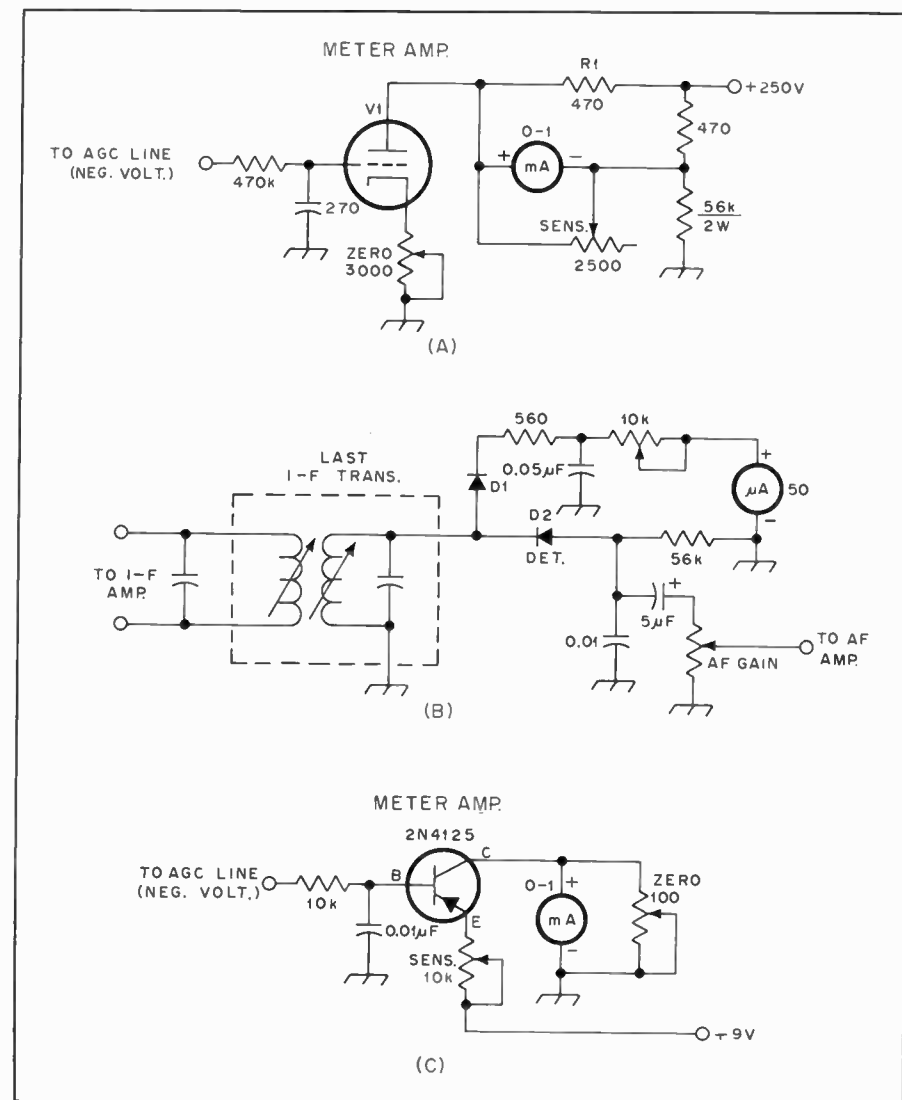 METER AMP.
V1
R1
470
+250V
470
0-1
+
mA
-
TO AGC LINE
(NEG. VOLT.)
470k
270
ZERO
3000
SENS.
2500
56k
2W
(A)
LAST
I-F TRANS.
560
10k
0.05µF
D1
+
µA
50
-
D2
DET.
56k
TO I-F
AMP.
+
5µF
0.01
AF GAIN
TO AF
AMP.
(B)
METER AMP.
2N4125
C
B
E
TO AGC LINE
(NEG. VOLT.)
10k
0.01µF
SENS.
10k
0-1
+
mA
-
ZERO
100
+9V
(C)